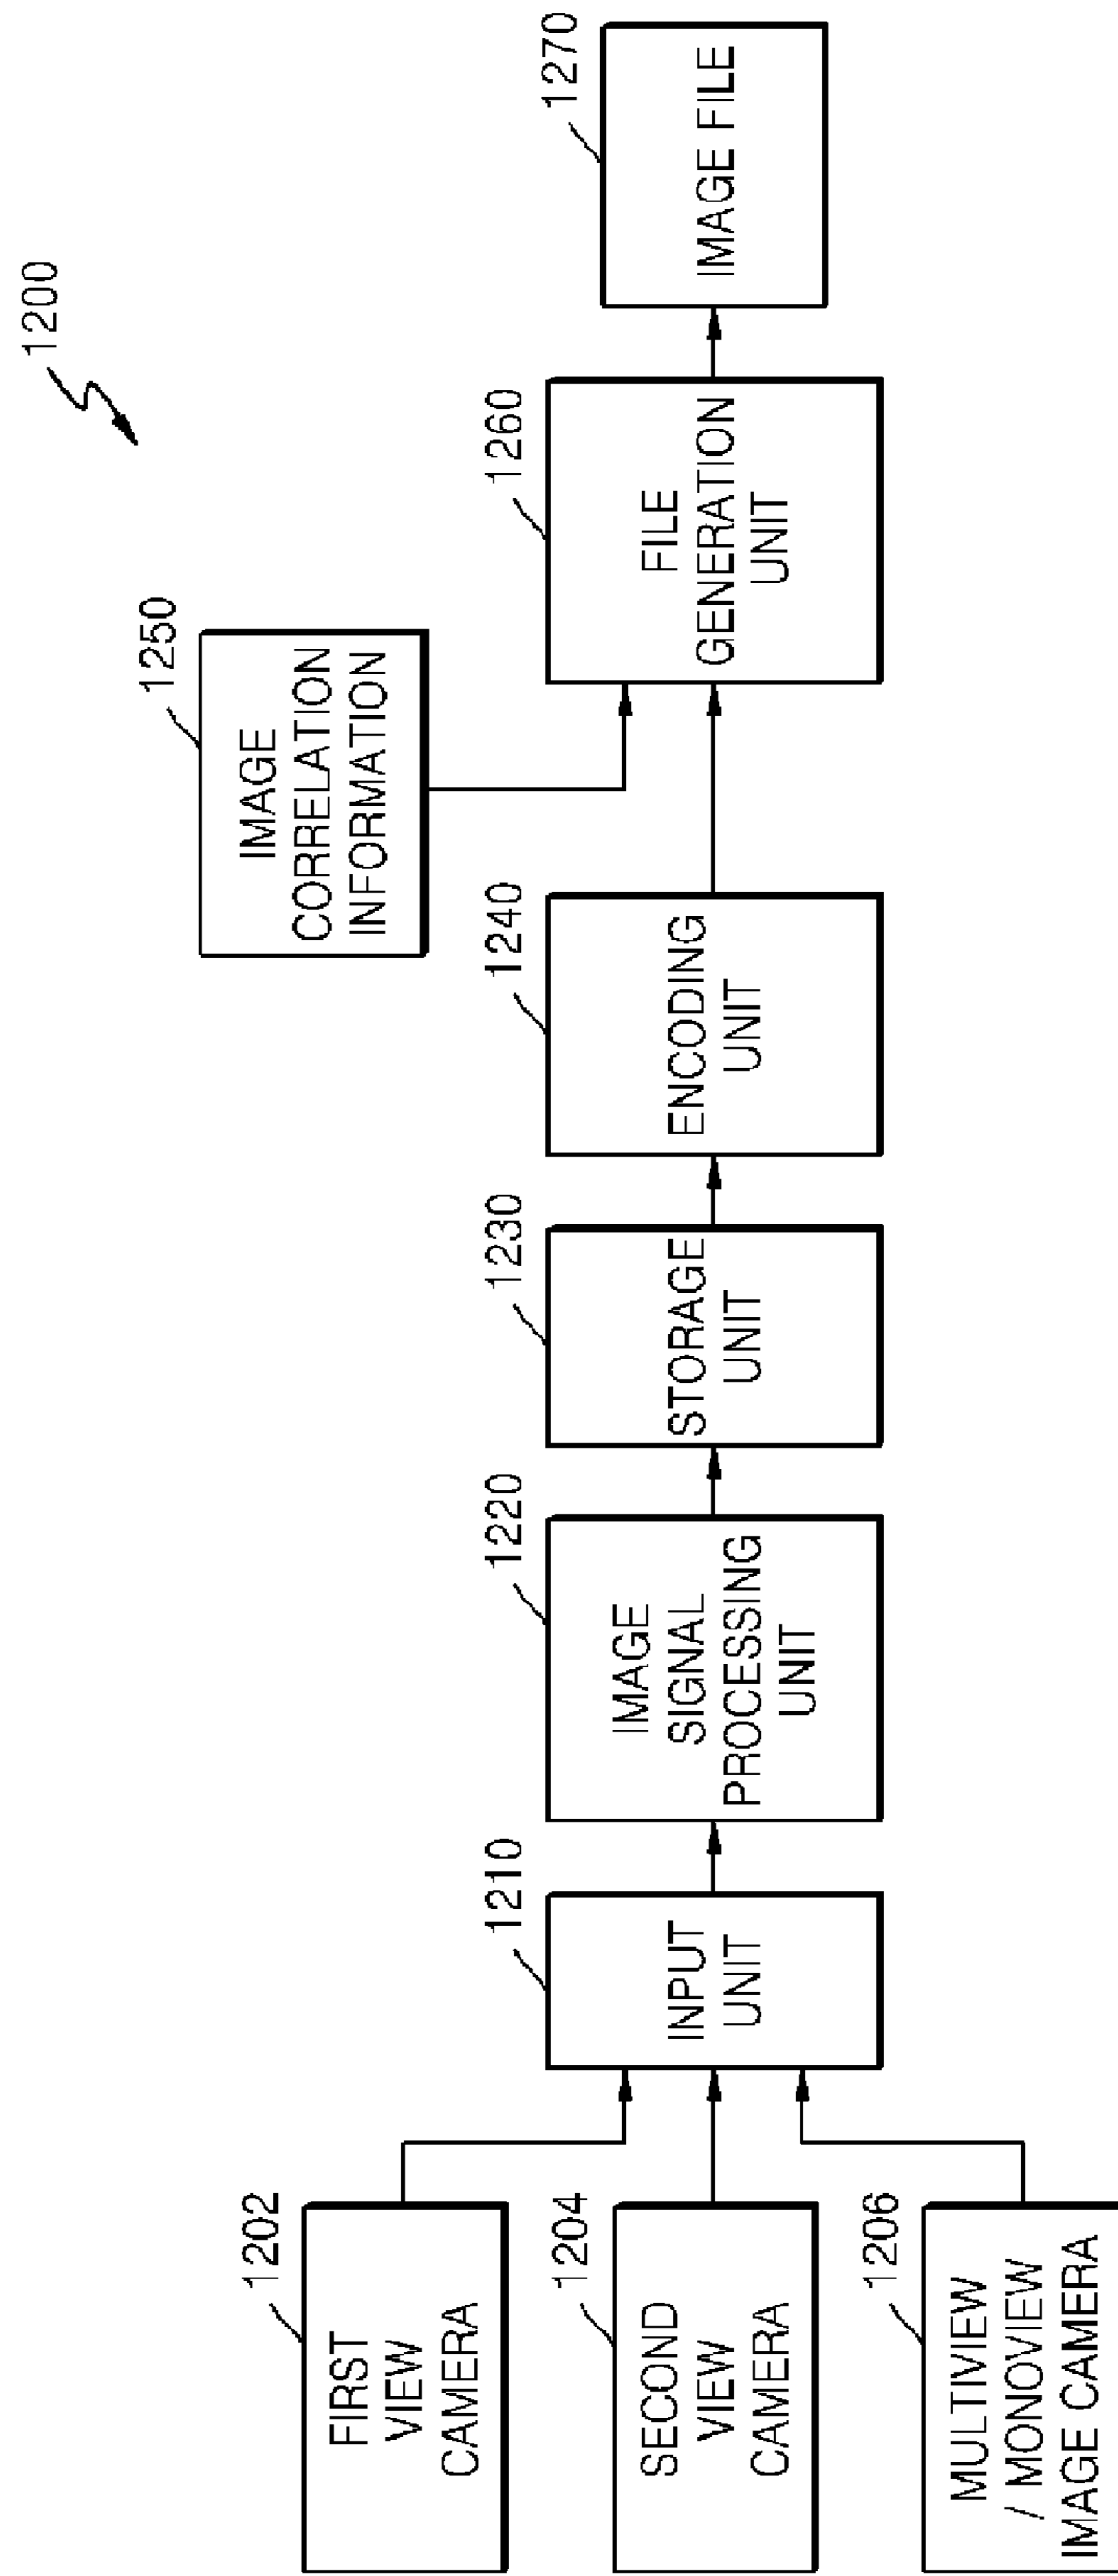 1200
1202
FIRST
VIEW
CAMERA
1204
SECOND
VIEW
CAMERA
1206
MULTIVIEW
/ MONOVIEW
IMAGE CAMERA
1210
INPUT
UNIT
1220
IMAGE
SIGNAL
PROCESSING
UNIT
1230
STORAGE
UNIT
1240
ENCODING
UNIT
1250
IMAGE
CORRELATION
INFORMATION
1260
FILE
GENERATION
UNIT
1270
IMAGE FILE